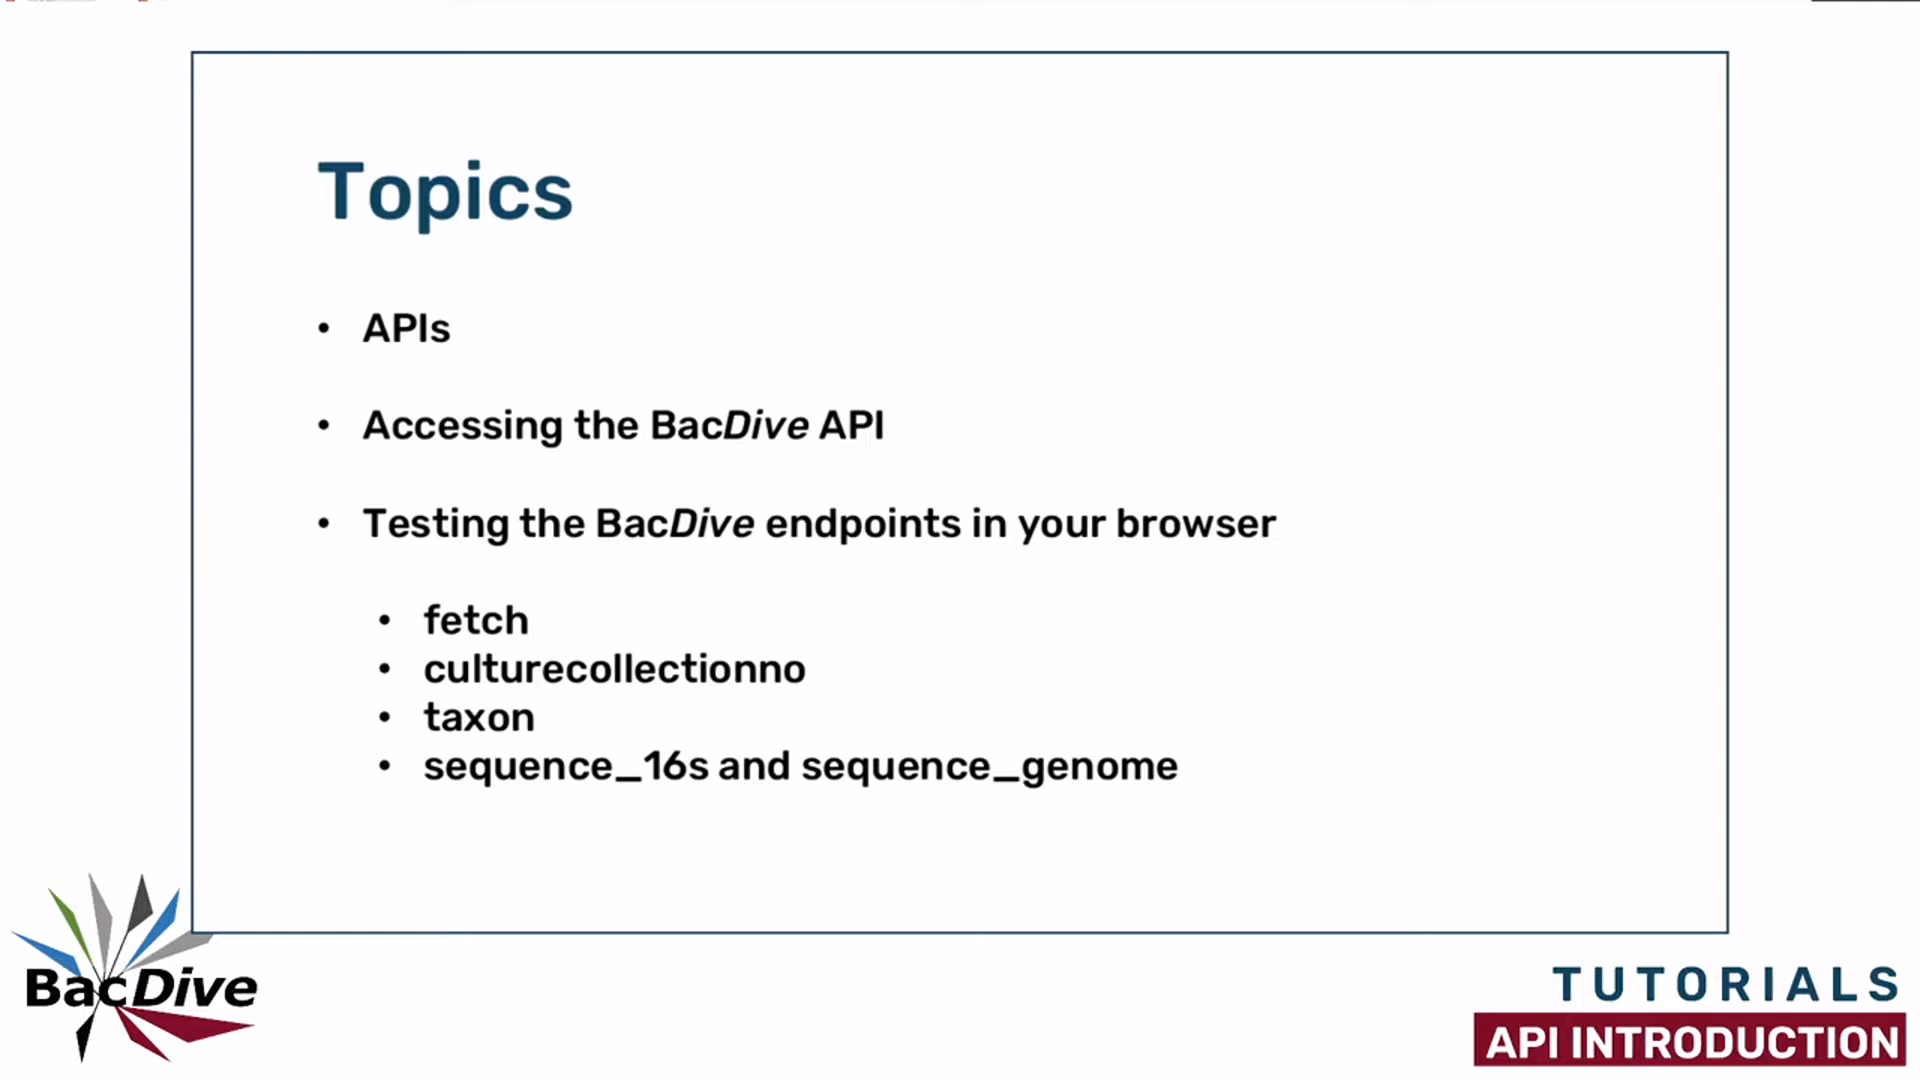 Topics
• APIs
• Accessing the BacDive API
• Testing the BacDive endpoints in your browser
• fetch
• culturecollectionno
• taxon
• sequence_16s and sequence_genome
BacDive
TUTORIALS
API INTRODUCTION